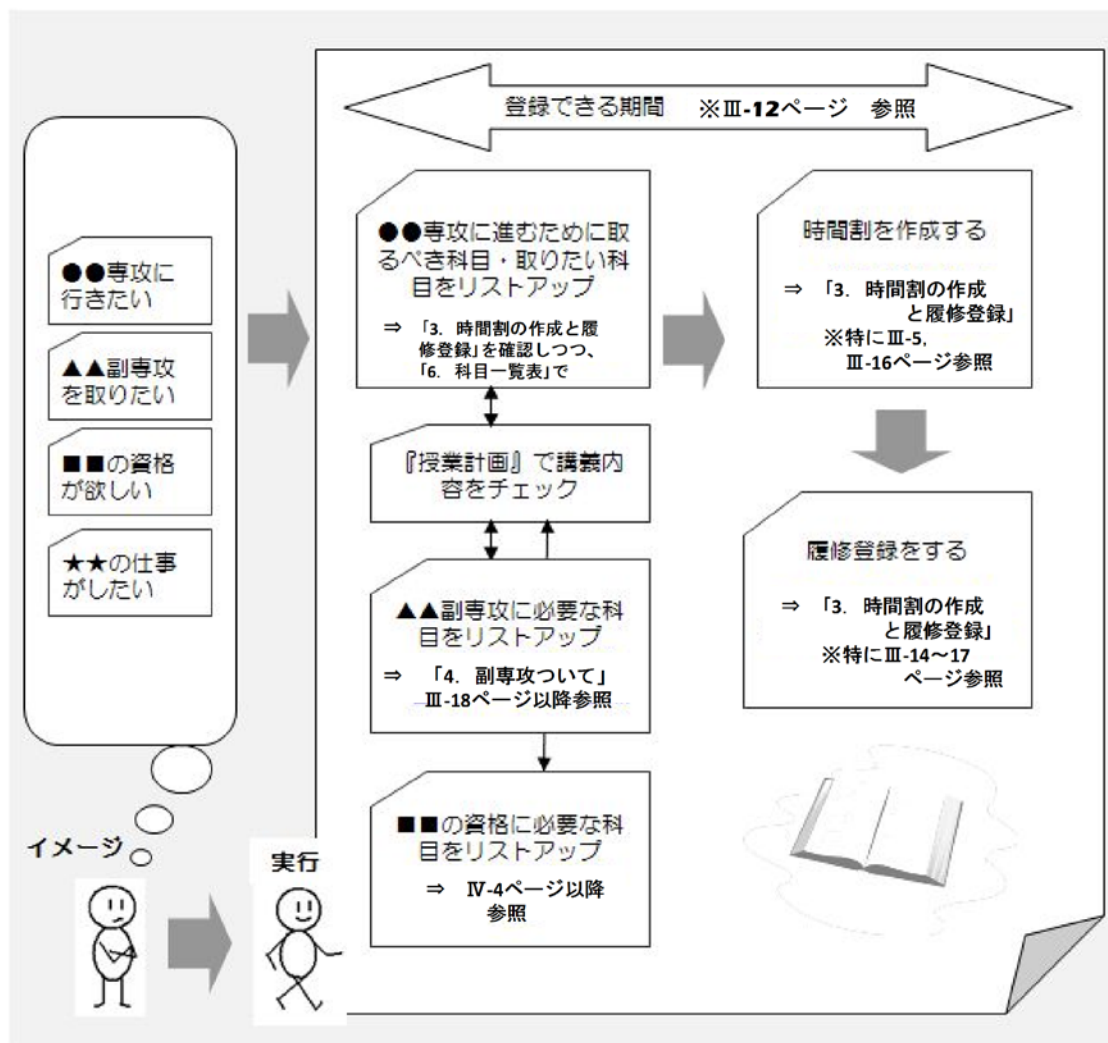 登録できる期間　※Ⅲ-12ページ　参照
●●専攻に
行きたい
▲▲副専攻
を取りたい
■■の資格
が欲しい
★★の仕事
がしたい
イメージ
実行
●●専攻に進むために取
るべき科目・取りたい科
目をリストアップ
⇒ 「3. 時間割の作成と履
修登録」を確認しつつ、
「6. 科目一覧表」で
『授業計画』で講義内
容をチェック
▲▲副専攻に必要な科
目をリストアップ
⇒ 「4. 副専攻ついて」
Ⅲ-18ページ以降参照
■■の資格に必要な科
目をリストアップ
⇒ Ⅳ-4ページ以降
参照
時間割を作成する
⇒ 「3. 時間割の作成
と履修登録」
※特にⅢ-5,
Ⅲ-16ページ参照
履修登録をする
⇒ 「3. 時間割の作成
と履修登録」
※特にⅢ-14～17
ページ参照